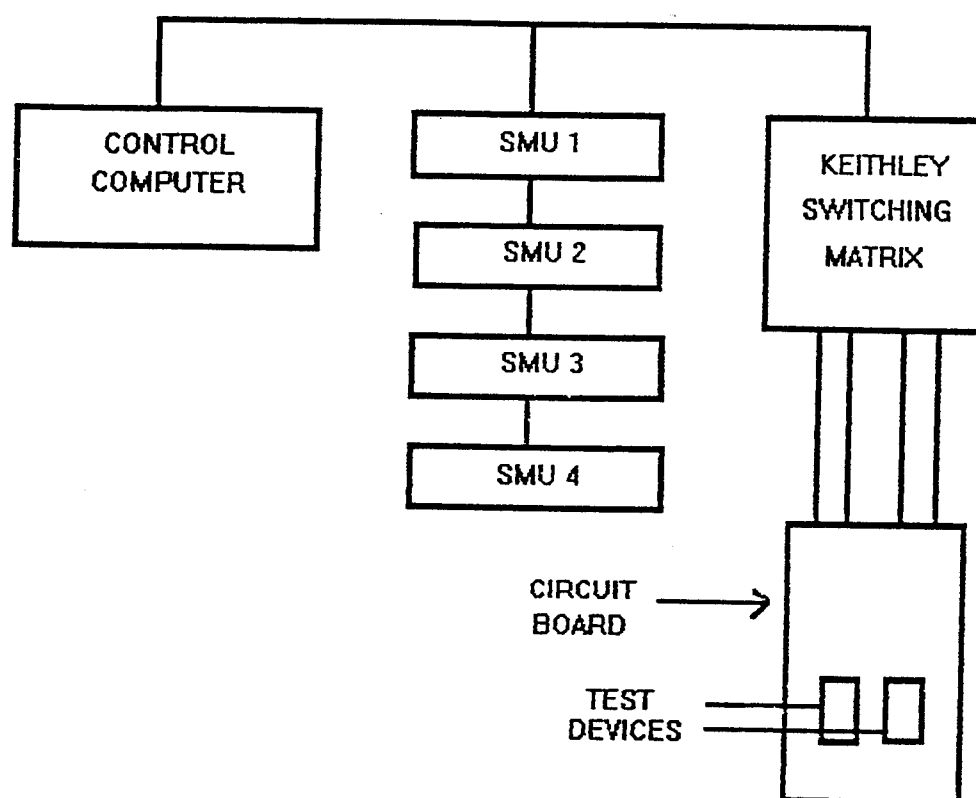 CONTROL
COMPUTER
SMU 1
SMU 2
SMU 3
SMU 4
KEITHLEY
SWITCHING
MATRIX
CIRCUIT
BOARD
TEST
DEVICES